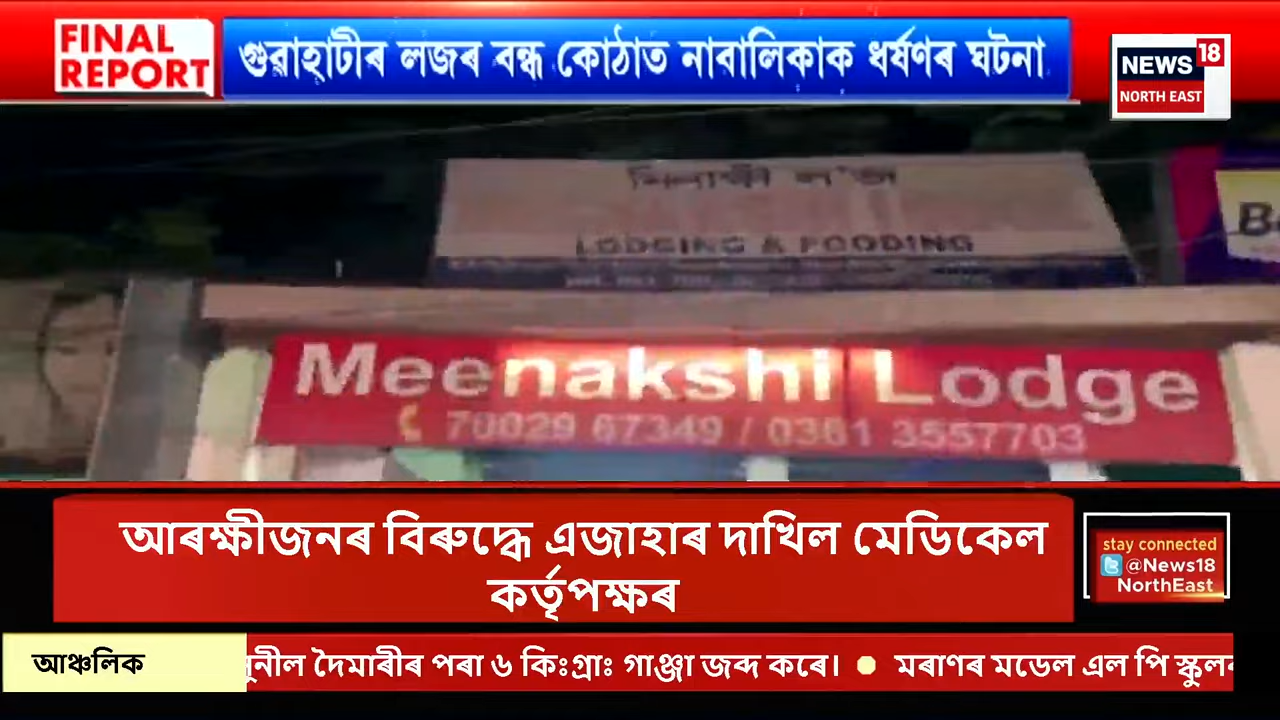 FINAL
REPORT
গুৱাহাটীৰ লজৰ বন্ধ কোঠাত নাবালিকাক ধৰ্ষণৰ ঘটনা
NEWS 18
NORTH EAST
মিনাক্ষী ল'জ
LODGING & FOODING
Meenakshi Lodge
70029 67349 / 0361 3557703
আৰক্ষীজনৰ বিৰুদ্ধে এজাহাৰ দাখিল মেডিকেল
কৰ্তৃপক্ষৰ
stay connected
@News18
NorthEast
আঞ্চলিক
সুনীল দৈমাৰীৰ পৰা ৬ কিঃগ্ৰাঃ গাঞ্জা জব্দ কৰে। মৰাণৰ মডেল এল পি